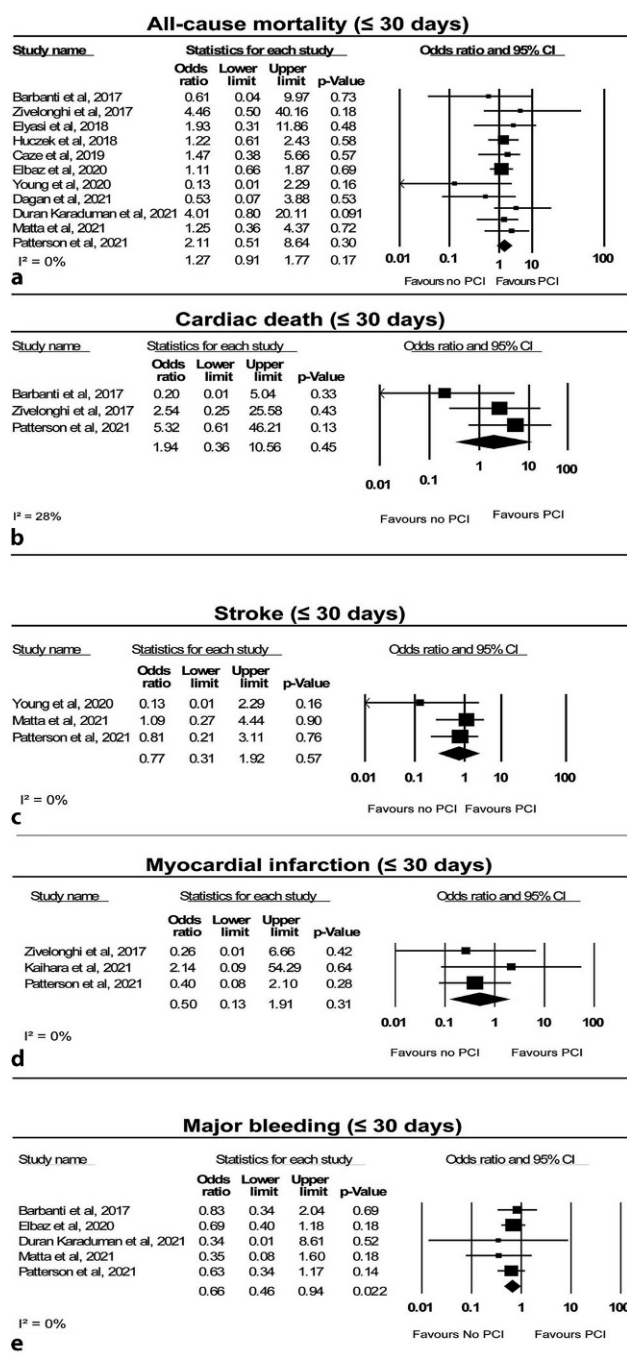 All-cause mortality (≤ 30 days)
Study name Statistics for each study Odds ratio and 95% CI
Odds ratio Lower limit Upper limit p-Value
Barbanti et al, 2017 0.61 0.04 9.97 0.73
Zivelonghi et al, 2017 4.46 0.50 40.16 0.18
Elyasi et al, 2018 1.93 0.31 11.86 0.48
Huczek et al, 2018 1.22 0.61 2.43 0.58
Caze et al, 2019 1.47 0.38 5.66 0.57
Elbaz et al, 2020 1.11 0.66 1.87 0.69
Young et al, 2020 0.13 0.01 2.29 0.16
Dagan et al, 2021 0.53 0.07 3.88 0.53
Duran Karaduman et al, 2021 4.01 0.80 20.11 0.091
Matta et al, 2021 1.25 0.36 4.37 0.72
Patterson et al, 2021 2.11 0.51 8.64 0.30
I² = 0% 1.27 0.91 1.77 0.17
0.01 0.1 1 10 100
Favours no PCI Favours PCI
a
Cardiac death (≤ 30 days)
Study name Statistics for each study Odds ratio and 95% CI
Odds ratio Lower limit Upper limit p-Value
Barbanti et al, 2017 0.20 0.01 5.04 0.33
Zivelonghi et al, 2017 2.54 0.25 25.58 0.43
Patterson et al, 2021 5.32 0.61 46.21 0.13
1.94 0.36 10.56 0.45
0.01 0.1 1 10 100
I² = 28%
Favours no PCI Favours PCI
b
Stroke (≤ 30 days)
Study name Statistics for each study Odds ratio and 95% CI
Odds ratio Lower limit Upper limit p-Value
Young et al, 2020 0.13 0.01 2.29 0.16
Matta et al, 2021 1.09 0.27 4.44 0.90
Patterson et al, 2021 0.81 0.21 3.11 0.76
0.77 0.31 1.92 0.57
0.01 0.1 1 10 100
I² = 0%
Favours no PCI Favours PCI
c
Myocardial infarction (≤ 30 days)
Study name Statistics for each study Odds ratio and 95% CI
Odds ratio Lower limit Upper limit p-Value
Zivelonghi et al, 2017 0.26 0.01 6.66 0.42
Kaihara et al, 2021 2.14 0.09 54.29 0.64
Patterson et al, 2021 0.40 0.08 2.10 0.28
0.50 0.13 1.91 0.31
0.01 0.1 1 10 100
I² = 0%
Favours no PCI Favours PCI
d
Major bleeding (≤ 30 days)
Study name Statistics for each study Odds ratio and 95% CI
Odds ratio Lower limit Upper limit p-Value
Barbanti et al, 2017 0.83 0.34 2.04 0.69
Elbaz et al, 2020 0.69 0.40 1.18 0.18
Duran Karaduman et al, 2021 0.34 0.01 8.61 0.52
Matta et al, 2021 0.35 0.08 1.60 0.18
Patterson et al, 2021 0.63 0.34 1.17 0.14
0.66 0.46 0.94 0.022
0.01 0.1 1 10 100
I² = 0%
Favours No PCI Favours PCI
e